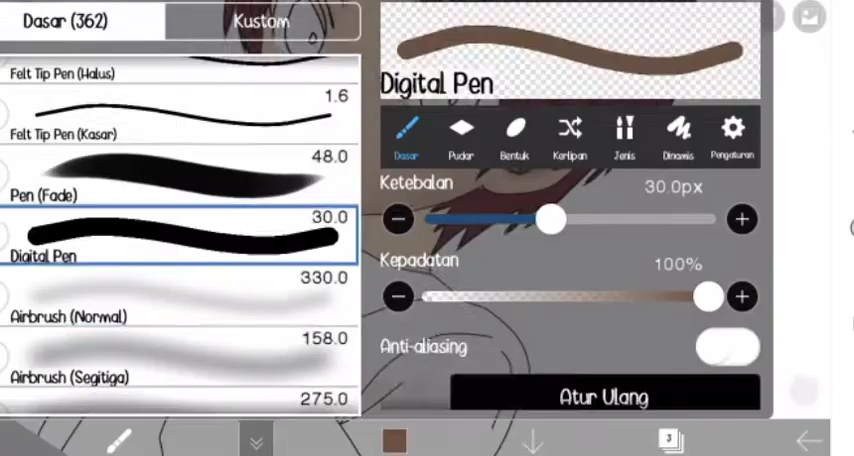 Dasar (362)
Kustom
Felt Tip Pen (Halus)
1.6
Felt Tip Pen (Kasar)
48.0
Pen (Fade)
30.0
Digital Pen
330.0
Airbrush (Normal)
158.0
Airbrush (Segitiga)
275.0
Digital Pen
Dasar Pudar Bentuk Kerlipan Jenis Dinamis Pengaturan
Ketebalan 30.0px
Kepadatan 100%
Anti-aliasing
Atur Ulang
3